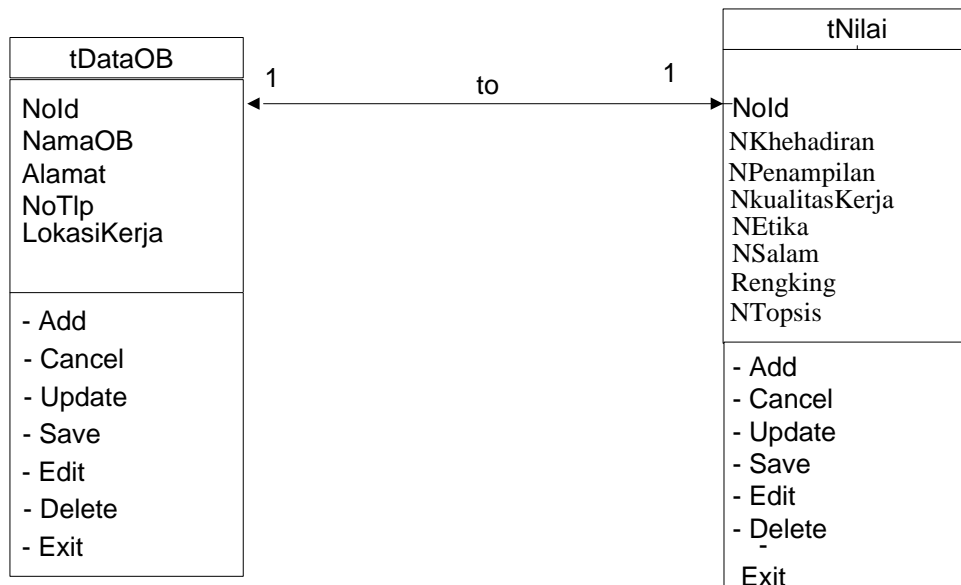 tDataOB
NoId
NamaOB
Alamat
NoTlp
LokasiKerja
- Add
- Cancel
- Update
- Save
- Edit
- Delete
- Exit
1
to
1
tNilai
NoId
NKhehadiran
NPenampilan
NkualitasKerja
NEtika
NSalam
Rengking
NTopsis
- Add
- Cancel
- Update
- Save
- Edit
- Delete
-
Exit